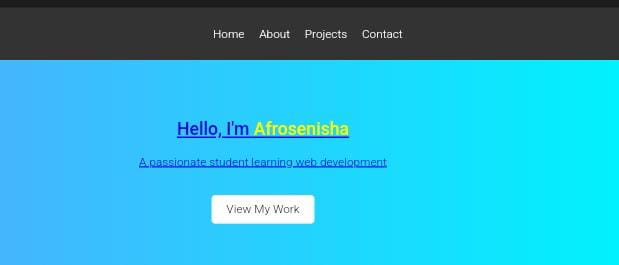 Home About Projects Contact
Hello, I'm Afrosenisha
A passionate student learning web development
View My Work